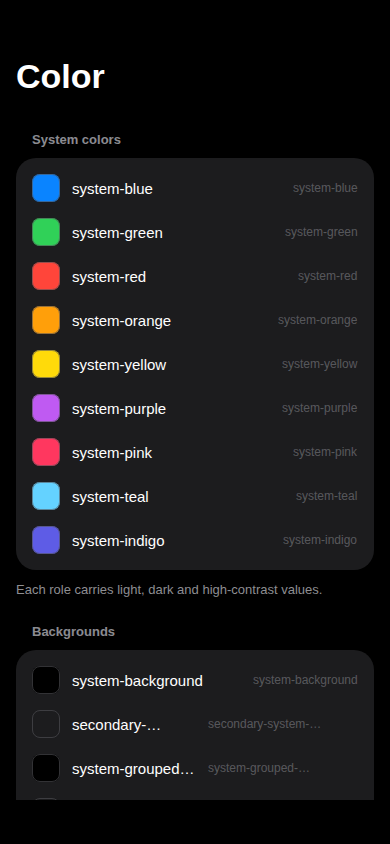 Color
System colors
system-blue system-blue
system-green system-green
system-red system-red
system-orange system-orange
system-yellow system-yellow
system-purple system-purple
system-pink system-pink
system-teal system-teal
system-indigo system-indigo
Each role carries light, dark and high-contrast values.
Backgrounds
system-background system-background
secondary-… secondary-system-…
system-grouped… system-grouped-…